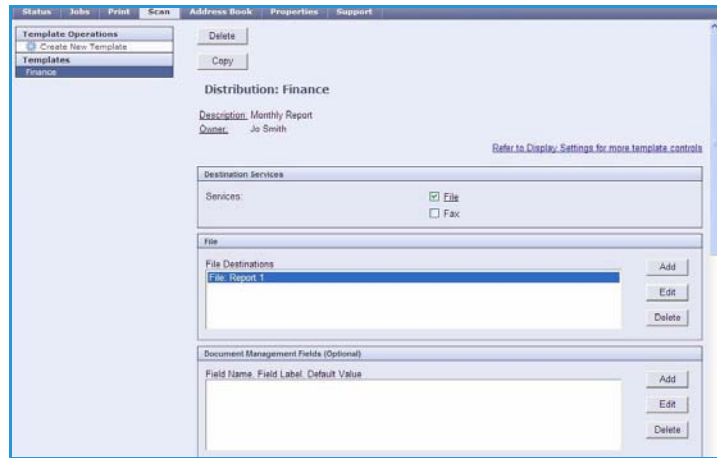 Status Jobs Print Scan Address Book Properties Support
Template Operations
Create New Template
Templates
Finance
Delete
Copy
Distribution: Finance
Description: Monthly Report
Owner: Jo Smith
Refer to Display Settings for more template controls
Destination Services
Services:
File
Fax
File
File Destinations
File: Report 1
Add
Edit
Delete
Document Management Fields (Optional)
Field Name, Field Label, Default Value
Add
Edit
Delete